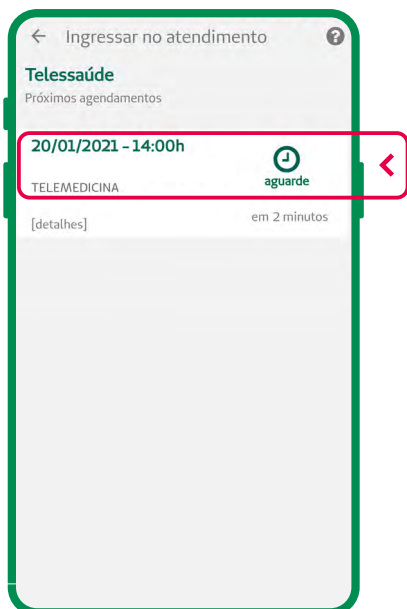 ← Ingressar no atendimento ?
Telessaúde
Próximos agendamentos
20/01/2021 - 14:00h
aguarde
TELEMEDICINA
em 2 minutos
[detalhes]